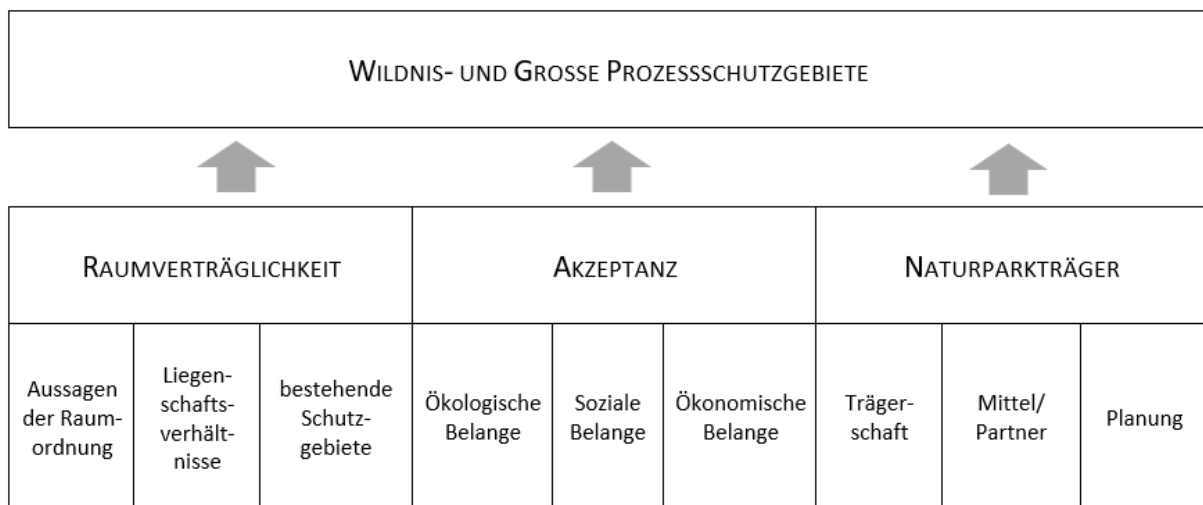 WILDNIS- UND GROSSE PROZESSSCHUTZGEBIETE
RAUMVERTRÄGLICHKEIT
AKZEPTANZ
NATURPARKTRÄGER
Aussagen
der Raum-
ordnung
Liegen-
schafts-
verhält-
nisse
bestehende
Schutz-
gebiete
Ökologische
Belange
Soziale
Belange
Ökonomische
Belange
Träger-
schaft
Mittel/
Partner
Planung